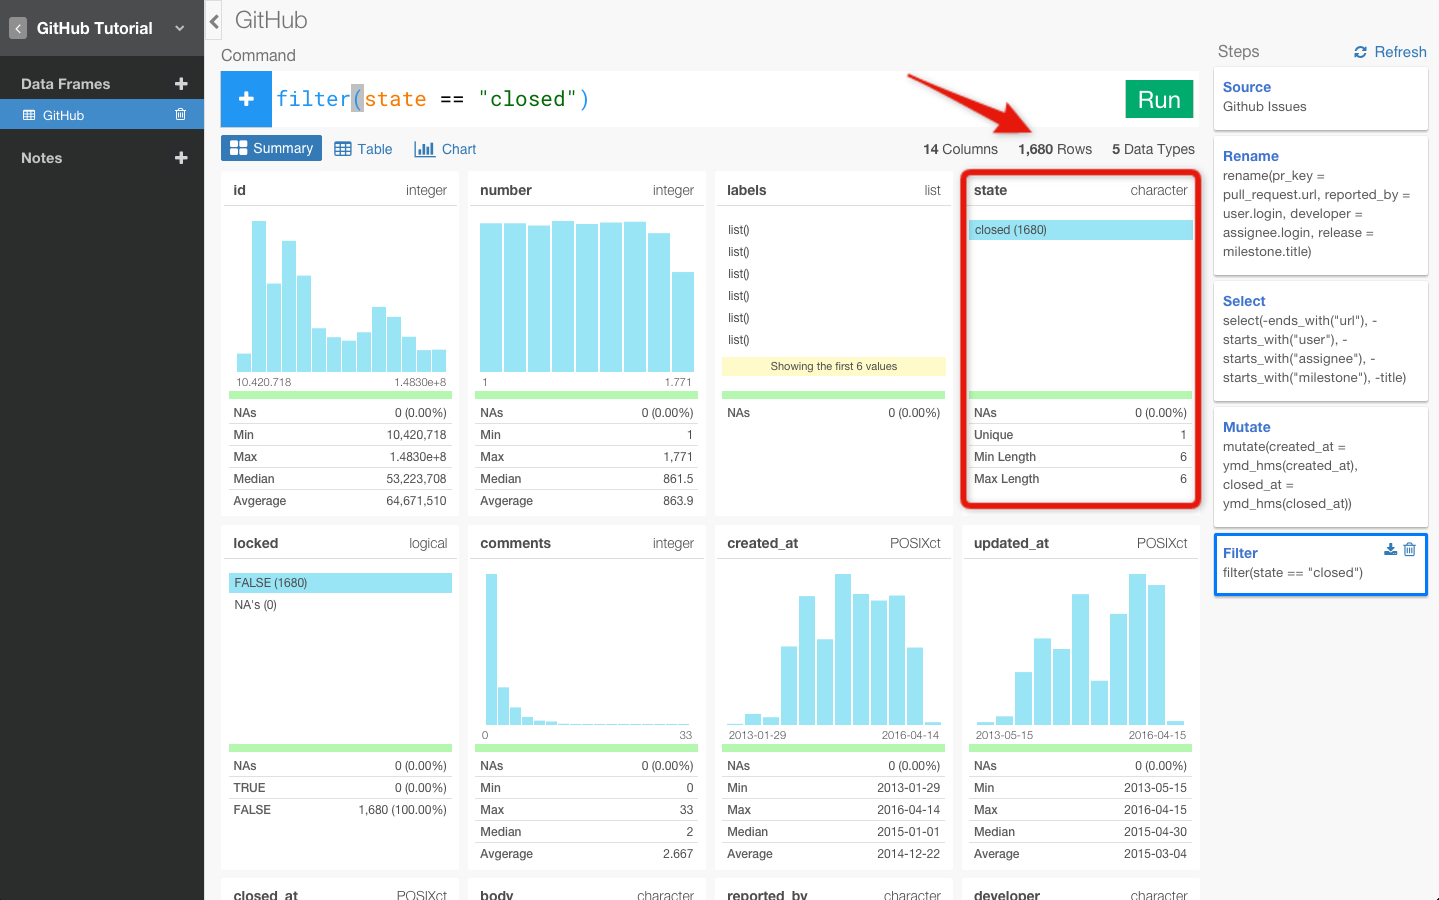 GitHub Tutorial
Data Frames
GitHub
Notes
GitHub
Command
filter(state == "closed")
Run
Summary
Table
Chart
14 Columns 1,680 Rows 5 Data Types
id integer
10.420.718 1.4830e+8
NAs 0 (0.00%)
Min 10,420,718
Max 1.4830e+8
Median 53,223,708
Avgerage 64,671,510
number integer
1 1.771
NAs 0 (0.00%)
Min 1
Max 1,771
Median 861.5
Avgerage 863.9
labels list
list()
list()
list()
list()
list()
list()
Showing the first 6 values
NAs 0 (0.00%)
state character
closed (1680)
NAs 0 (0.00%)
Unique 1
Min Length 6
Max Length 6
locked logical
FALSE (1680)
NA's (0)
NAs 0 (0.00%)
TRUE 0 (0.00%)
FALSE 1,680 (100.00%)
comments integer
0 33
NAs 0 (0.00%)
Min 0
Max 33
Median 2
Avgerage 2.667
created_at POSIXct
2013-01-29 2016-04-14
NAs 0 (0.00%)
Min 2013-01-29
Max 2016-04-14
Median 2015-01-01
Average 2014-12-22
updated_at POSIXct
2013-05-15 2016-04-15
NAs 0 (0.00%)
Min 2013-05-15
Max 2016-04-15
Median 2015-04-30
Average 2015-03-04
closed_at POSIXct
body character
reported_by character
developer character
Steps
Refresh
Source
Github Issues
Rename
rename(pr_key =
pull_request.url, reported_by =
user.login, developer =
assignee.login, release =
milestone.title)
Select
select(-ends_with("url"), -
starts_with("user"), -
starts_with("assignee"), -
starts_with("milestone"), -title)
Mutate
mutate(created_at =
ymd_hms(created_at),
closed_at =
ymd_hms(closed_at))
Filter
filter(state == "closed")